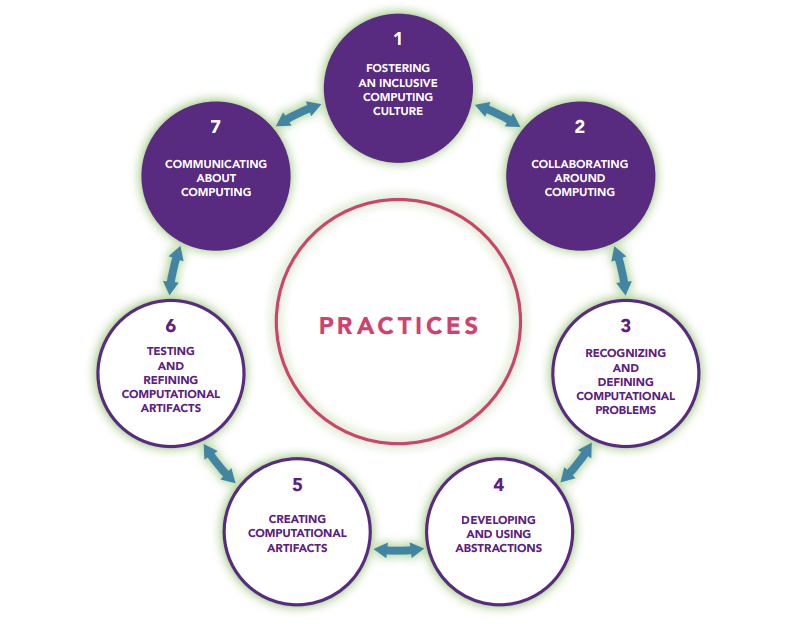 1
FOSTERING
AN INCLUSIVE
COMPUTING
CULTURE
2
COLLABORATING
AROUND
COMPUTING
3
RECOGNIZING
AND
DEFINING
COMPUTATIONAL
PROBLEMS
4
DEVELOPING
AND USING
ABSTRACTIONS
5
CREATING
COMPUTATIONAL
ARTIFACTS
6
TESTING
AND
REFINING
COMPUTATIONAL
ARTIFACTS
7
COMMUNICATING
ABOUT
COMPUTING
PRACTICES